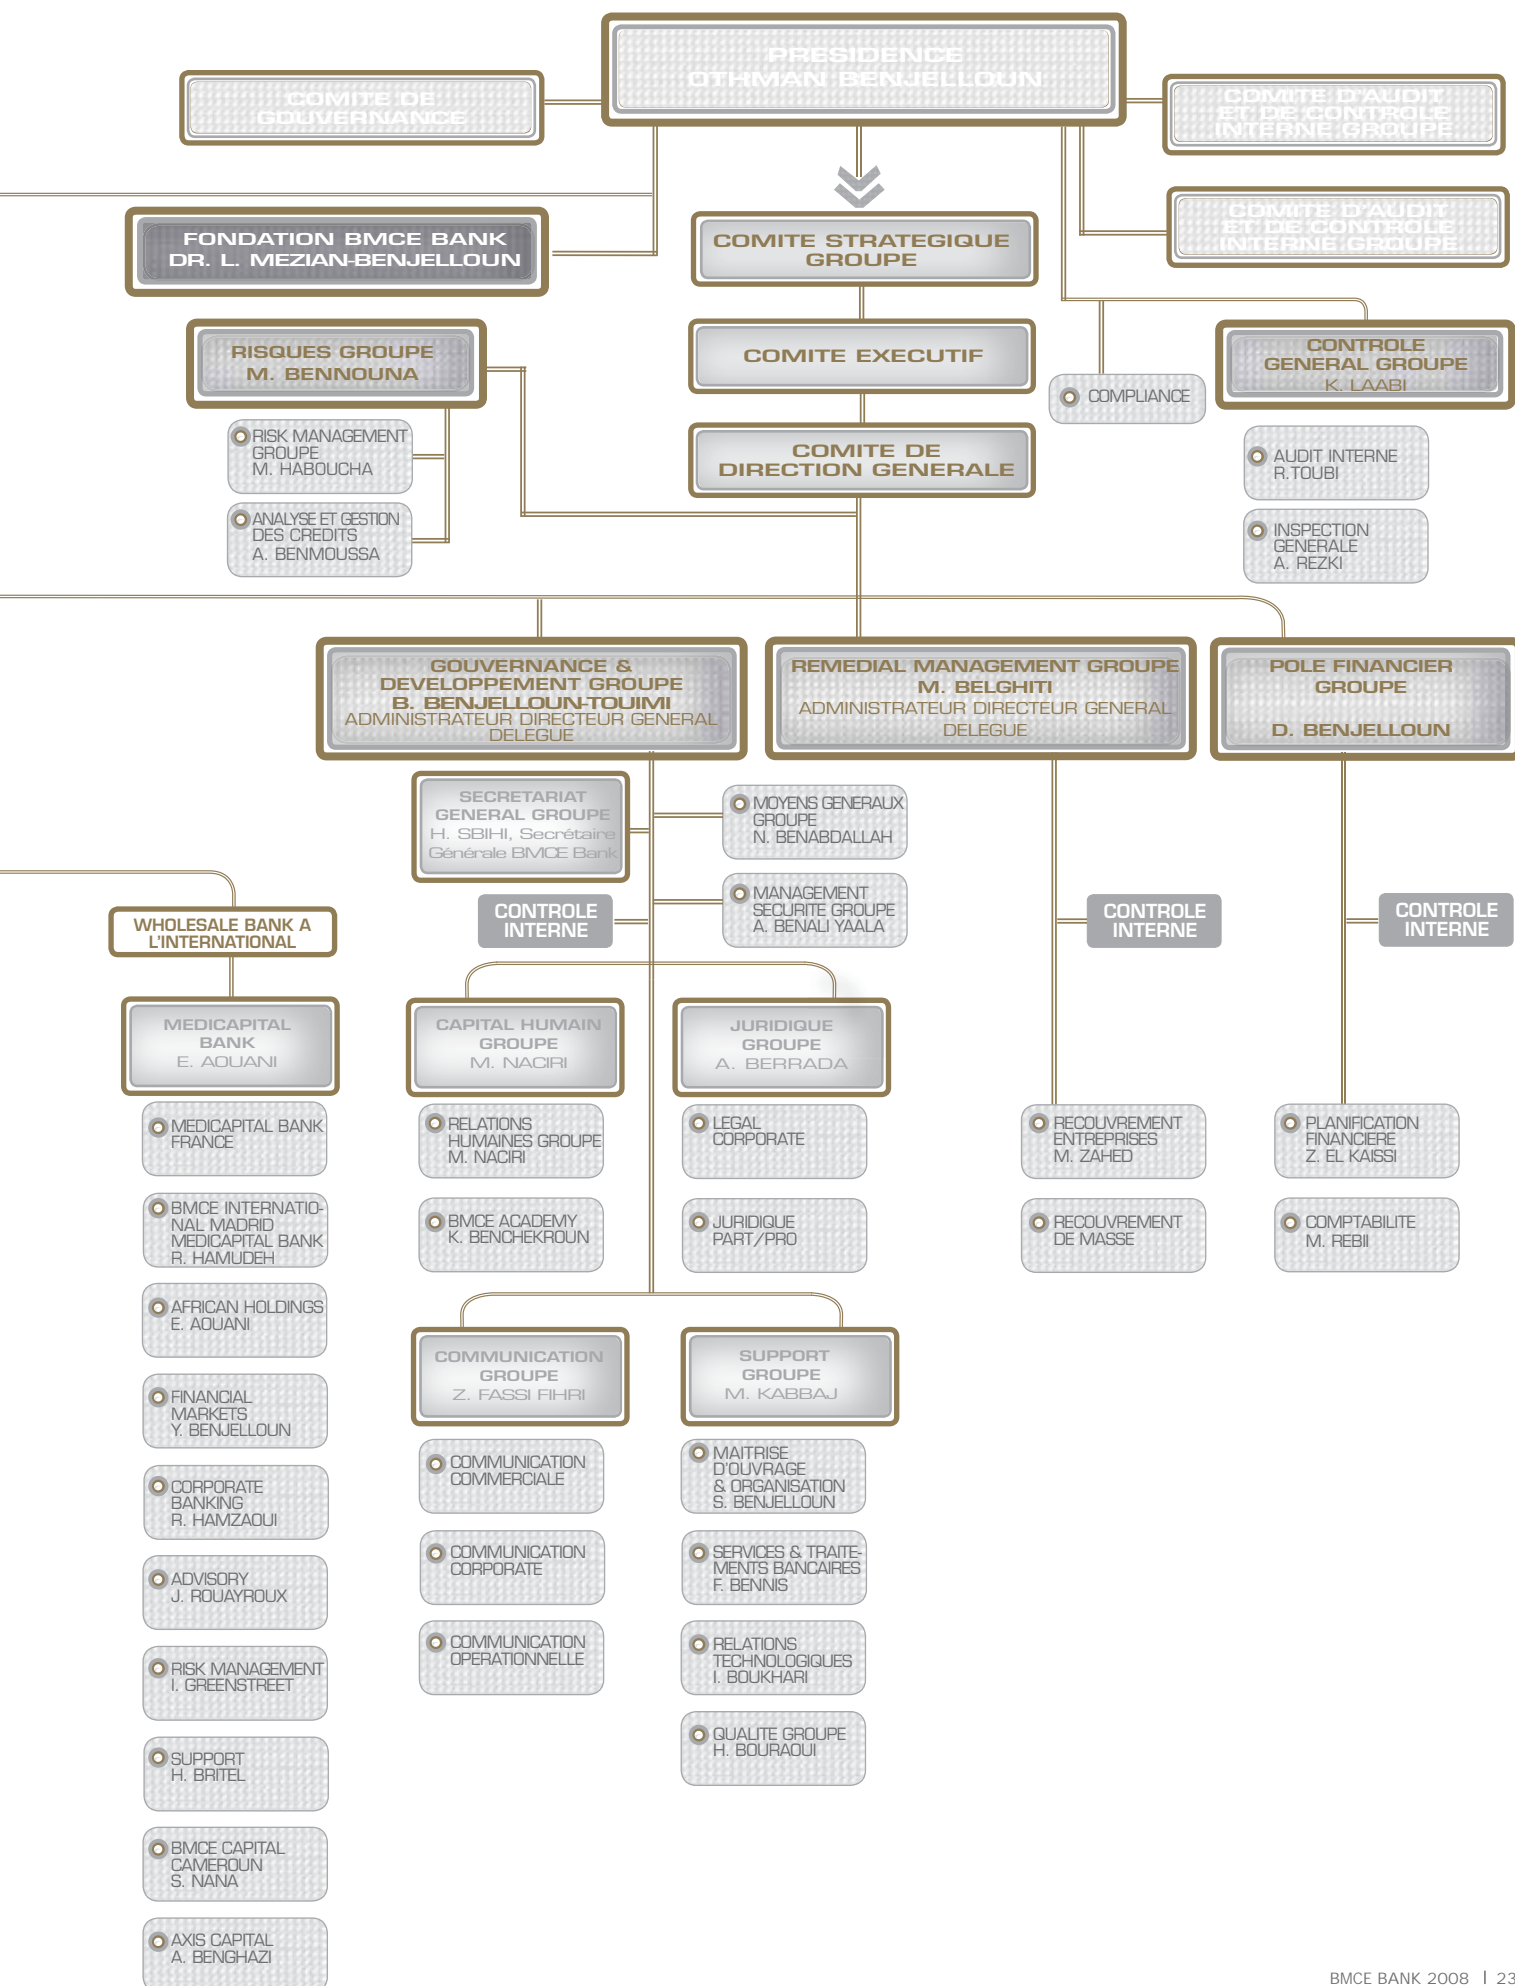 PRESIDENCE
OTHMAN BENJELLOUN
COMITE DE
GOUVERNANCE
COMITE D'AUDIT
ET DE CONTROLE
INTERNE GROUPE
COMITE D'AUDIT
ET DE CONTROLE
INTERNE GROUPE
FONDATION BMCE BANK
DR. L. MEZIAN-BENJELLOUN
COMITE STRATEGIQUE
GROUPE
RISQUES GROUPE
M. BENNOUNA
COMITE EXECUTIF
CONTROLE
GENERAL GROUPE
K. LAABI
COMPLIANCE
RISK MANAGEMENT
GROUPE
M. HABOUCHA
COMITE DE
DIRECTION GENERALE
AUDIT INTERNE
R.TOUBI
ANALYSE ET GESTION
DES CREDITS
A. BENMOUSSA
INSPECTION
GENERALE
A. REZKI
GOUVERNANCE &
DEVELOPPEMENT GROUPE
B. BENJELLOUN-TOUIMI
ADMINISTRATEUR DIRECTEUR GENERAL
DELEGUE
REMEDIAL MANAGEMENT GROUPE
M. BELGHITI
ADMINISTRATEUR DIRECTEUR GENERAL
DELEGUE
POLE FINANCIER
GROUPE
D. BENJELLOUN
SECRETARIAT
GENERAL GROUPE
H. SBIHI, Secrétaire
Générale BMCE Bank
MOYENS GENERAUX
GROUPE
N. BENABDALLAH
MANAGEMENT
SECURITE GROUPE
A. BENALI YAALA
CONTROLE
INTERNE
CONTROLE
INTERNE
CONTROLE
INTERNE
WHOLESALE BANK A
L'INTERNATIONAL
MEDICAPITAL
BANK
E. AOUANI
CAPITAL HUMAIN
GROUPE
M. NACIRI
JURIDIQUE
GROUPE
A. BERRADA
MEDICAPITAL BANK
FRANCE
RELATIONS
HUMAINES GROUPE
M. NACIRI
LEGAL
CORPORATE
RECOUVREMENT
ENTREPRISES
M. ZAHED
PLANIFICATION
FINANCIERE
Z. EL KAISSI
BMCE INTERNATIO-
NAL MADRID
MEDICAPITAL BANK
R. HAMUDEH
BMCE ACADEMY
K. BENCHEKROUN
JURIDIQUE
PART/PRO
RECOUVREMENT
DE MASSE
COMPTABILITE
M. REBII
AFRICAN HOLDINGS
E. AOUANI
COMMUNICATION
GROUPE
Z. FASSI FIHRI
SUPPORT
GROUPE
M. KABBAJ
FINANCIAL
MARKETS
Y. BENJELLOUN
COMMUNICATION
COMMERCIALE
MAITRISE
D'OUVRAGE
& ORGANISATION
S. BENJELLOUN
CORPORATE
BANKING
R. HAMZAOUI
COMMUNICATION
CORPORATE
SERVICES & TRAITE-
MENTS BANCAIRES
F. BENNIS
ADVISORY
J. ROUAYROUX
COMMUNICATION
OPERATIONNELLE
RELATIONS
TECHNOLOGIQUES
I. BOUKHARI
RISK MANAGEMENT
I. GREENSTREET
QUALITE GROUPE
H. BOURAOUI
SUPPORT
H. BRITEL
BMCE CAPITAL
CAMEROUN
S. NANA
AXIS CAPITAL
A. BENGHAZI
BMCE BANK 2008 | 23